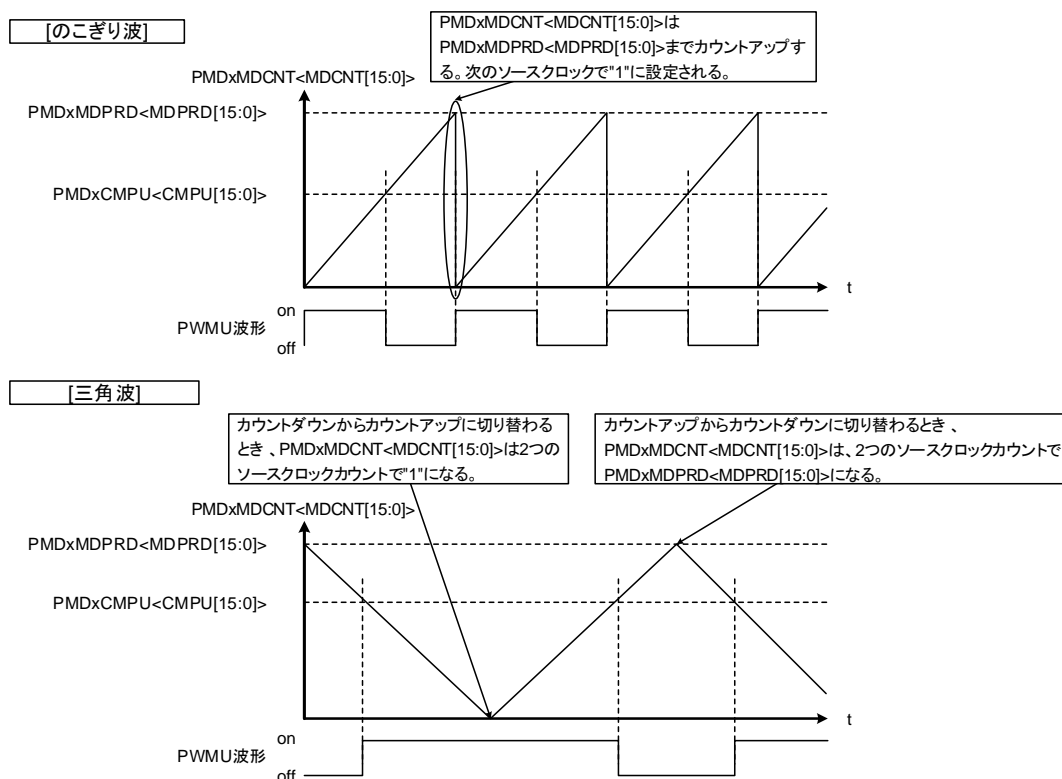 [のこぎり波]
PMDxMDCNT<MDCNT[15:0]>は
PMDxMDPRD<MDPRD[15:0]>までカウントアップす
る。次のソースクロックで"1"に設定される。
PMDxMDCNT<MDCNT[15:0]>
PMDxMDPRD<MDPRD[15:0]>
PMDxCMPU<CMPU[15:0]>
t
on
PWMU波形
off
[三角波]
カウントダウンからカウントアップに切り替わる
とき 、PMDxMDCNT<MDCNT[15:0]>は2つの
ソースクロックカウントで"1"になる。
カウントアップからカウントダウンに切り替わるとき 、
PMDxMDCNT<MDCNT[15:0]>は、2つのソースクロックカウントで
PMDxMDPRD<MDPRD[15:0]>になる。
PMDxMDCNT<MDCNT[15:0]>
PMDxMDPRD<MDPRD[15:0]>
PMDxCMPU<CMPU[15:0]>
t
on
PWMU波形
off